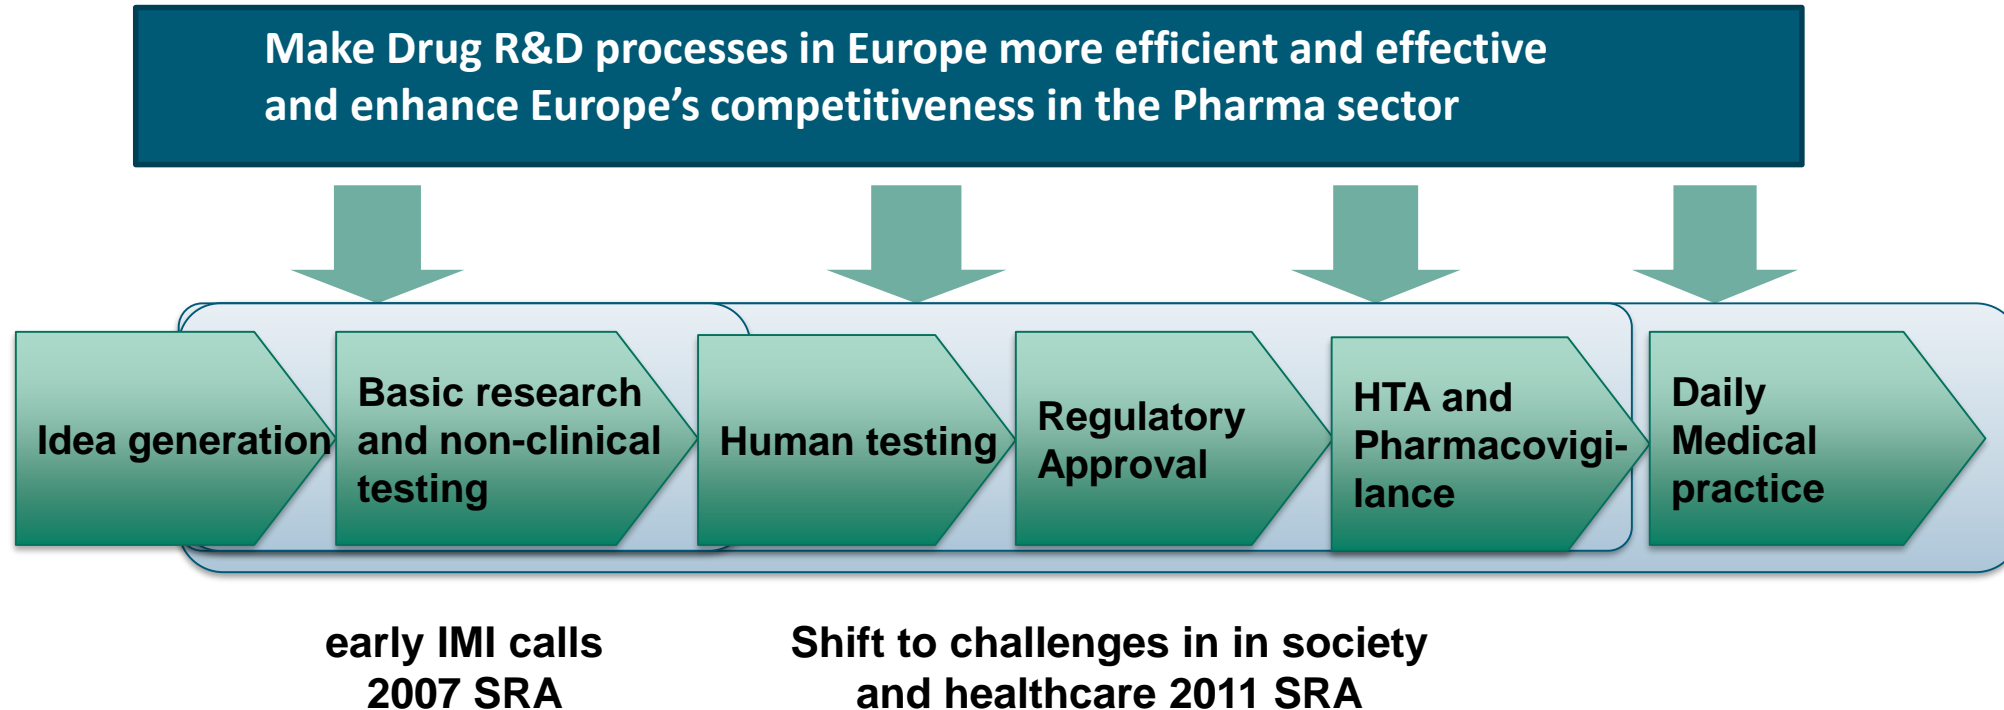 Make Drug R&D processes in Europe more efficient and effective
and enhance Europe’s competitiveness in the Pharma sector
Idea generation
Basic research
and non-clinical
testing
Human testing
Regulatory
Approval
HTA and
Pharmacovigi-
lance
Daily
Medical
practice
early IMI calls
2007 SRA
Shift to challenges in in society
and healthcare 2011 SRA